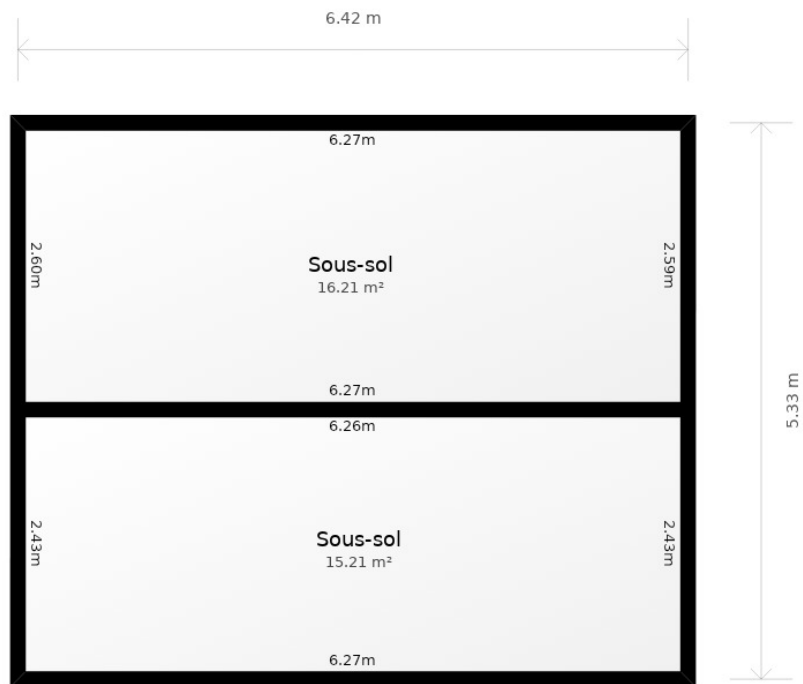 6.42 m
6.27m
2.60m
Sous-sol
16.21 m²
2.59m
6.27m
5.33 m
6.26m
2.43m
Sous-sol
15.21 m²
2.43m
6.27m